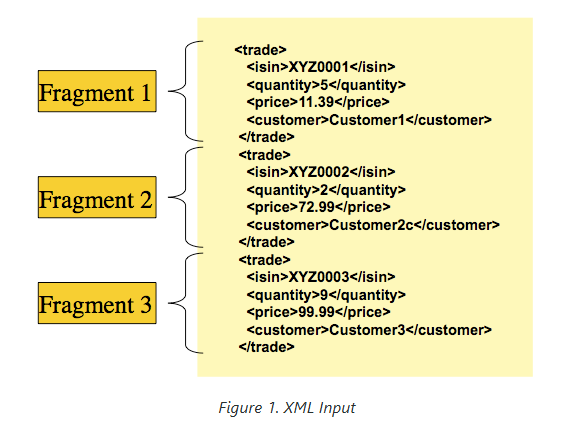 Fragment 1
<trade>
<isin>XYZ0001</isin>
<quantity>5</quantity>
<price>11.39</price>
<customer>Customer1</customer>
</trade>
Fragment 2
<trade>
<isin>XYZ0002</isin>
<quantity>2</quantity>
<price>72.99</price>
<customer>Customer2c</customer>
</trade>
Fragment 3
<trade>
<isin>XYZ0003</isin>
<quantity>9</quantity>
<price>99.99</price>
<customer>Customer3</customer>
</trade>
Figure 1. XML Input